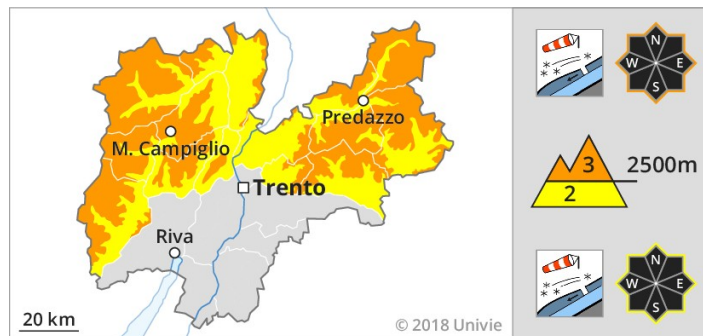 M. Campiglio
Predazzo
Trento
Riva
20 km
© 2018 Univie
N
W E
S
3 2500m
2
N
W E
S